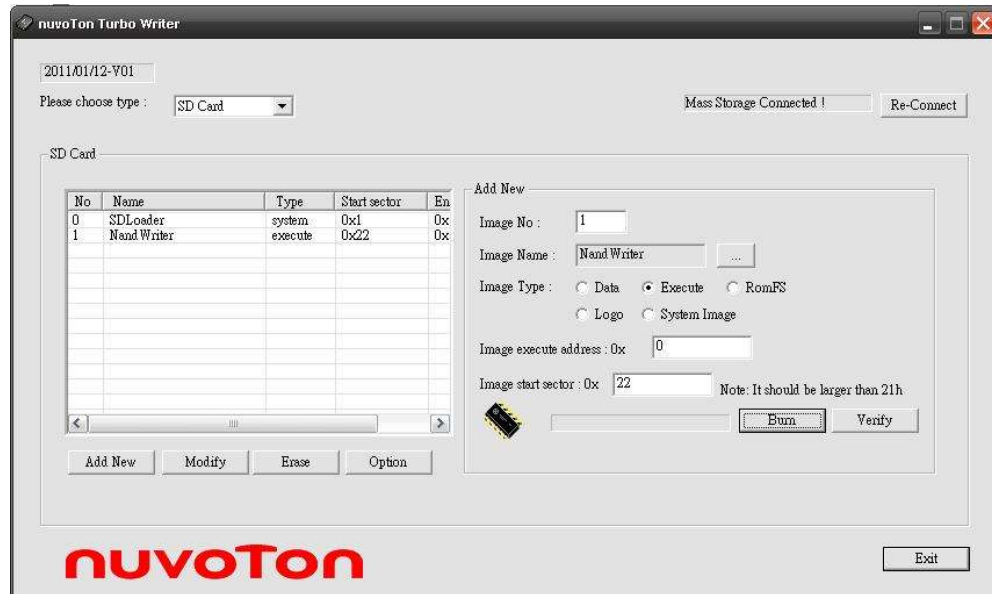 nuvoTon Turbo Writer
2011/01/12-V01
Please choose type : SD Card
Mass Storage Connected ! Re-Connect
SD Card
No Name Type Start sector En
0 SDLoader system 0x1 0x
1 Nand Writer execute 0x22 0x
Add New Modify Erase Option
Add New
Image No : 1
Image Name : Nand Writer ...
Image Type : Data Execute RomFS
Logo System Image
Image execute address : 0x 0
Image start sector : 0x 22 Note: It should be larger than 21h
Burn Verify
nuvoTon
Exit